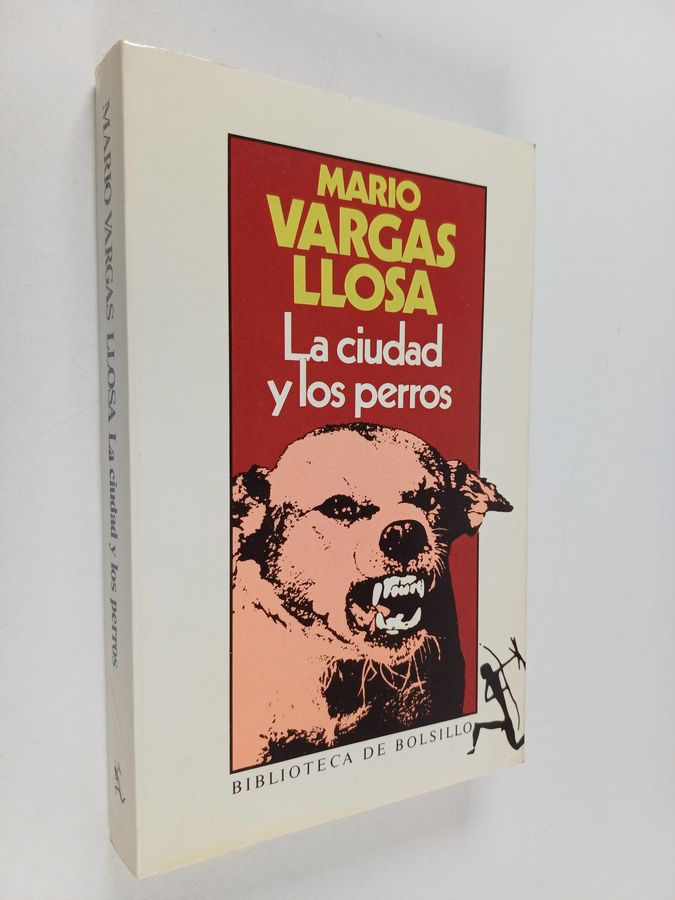 MARIO
VARGAS
LLOSA
La ciudad
y los perros
BIBLIOTECA DE BOLSILLO
MARIO VARGAS LLOSA La ciudad y los perros